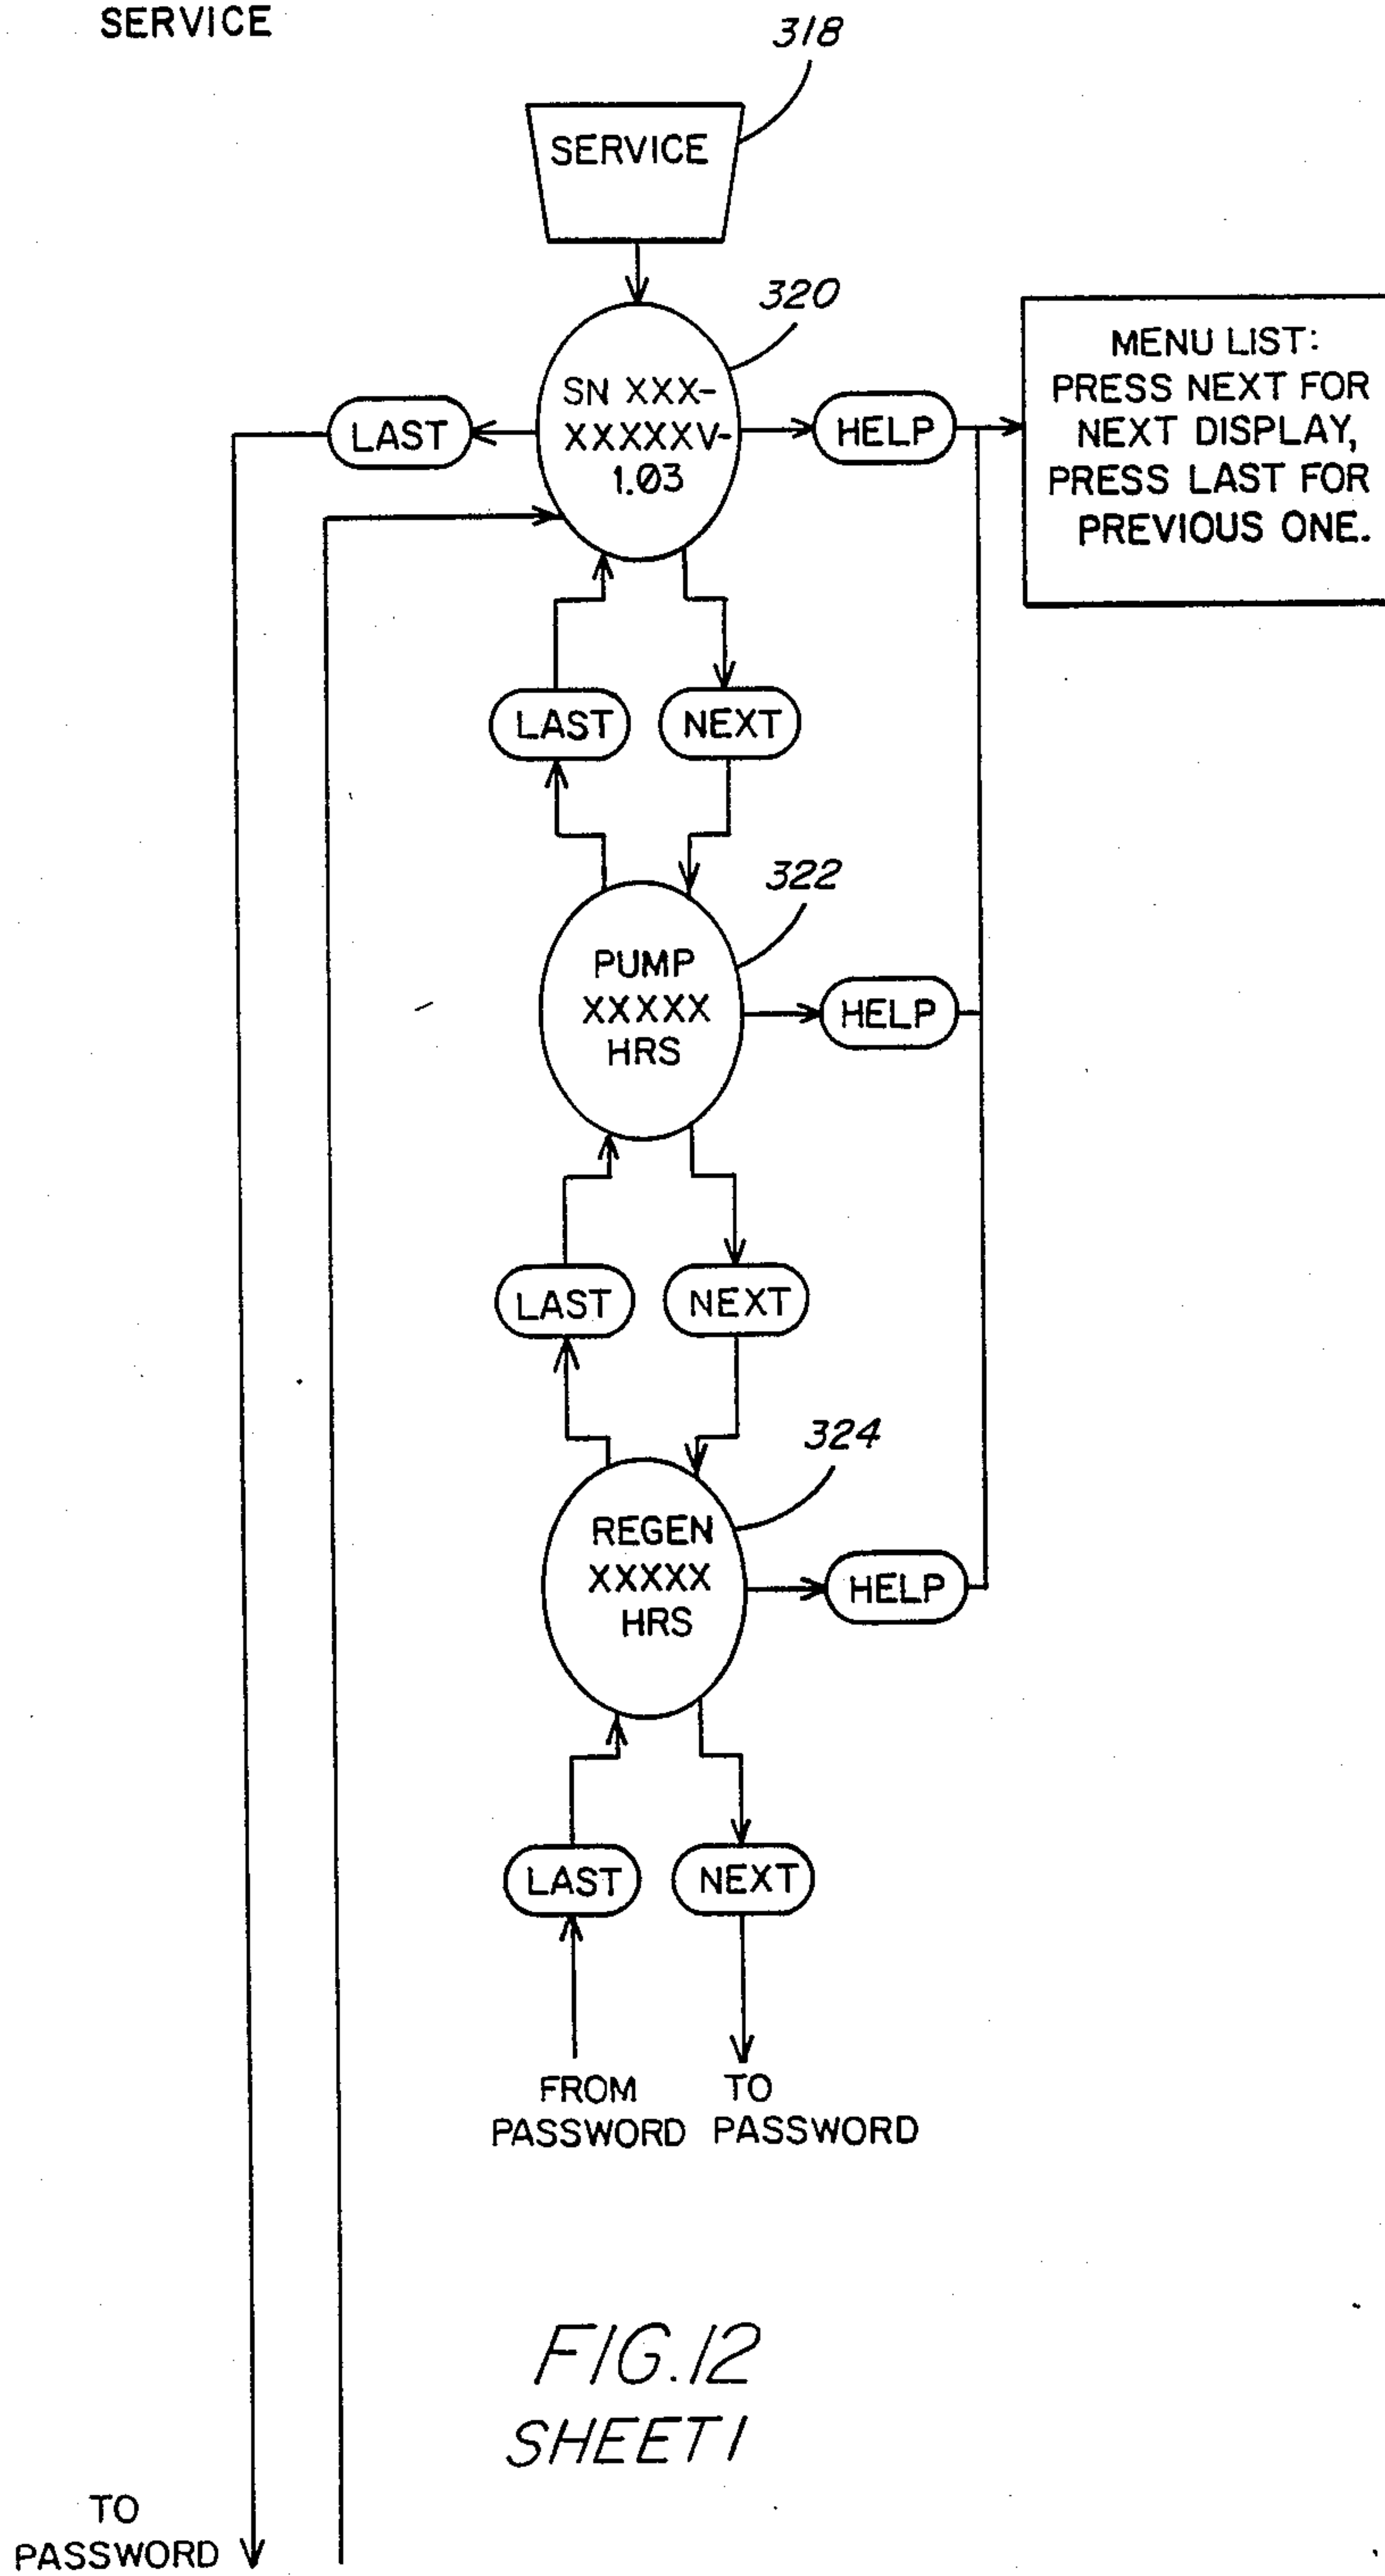 SERVICE
318
SERVICE
320
SN XXX-
XXXXXV-
1.03
LAST
HELP
MENU LIST:
PRESS NEXT FOR
NEXT DISPLAY,
PRESS LAST FOR
PREVIOUS ONE.
LAST
NEXT
322
PUMP
XXXXX
HRS
HELP
LAST
NEXT
324
REGEN
XXXXX
HRS
HELP
LAST
NEXT
FROM
PASSWORD
TO
PASSWORD
FIG.12
SHEET 1
TO
PASSWORD